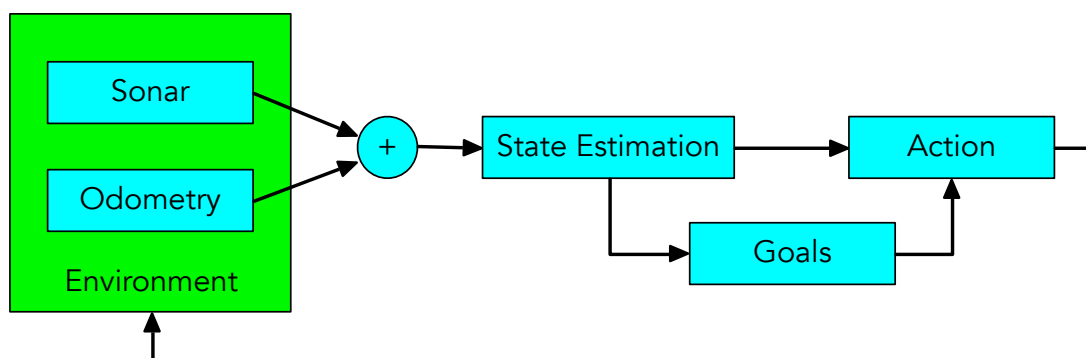 Sonar
Odometry
Environment
+
State Estimation
Action
Goals